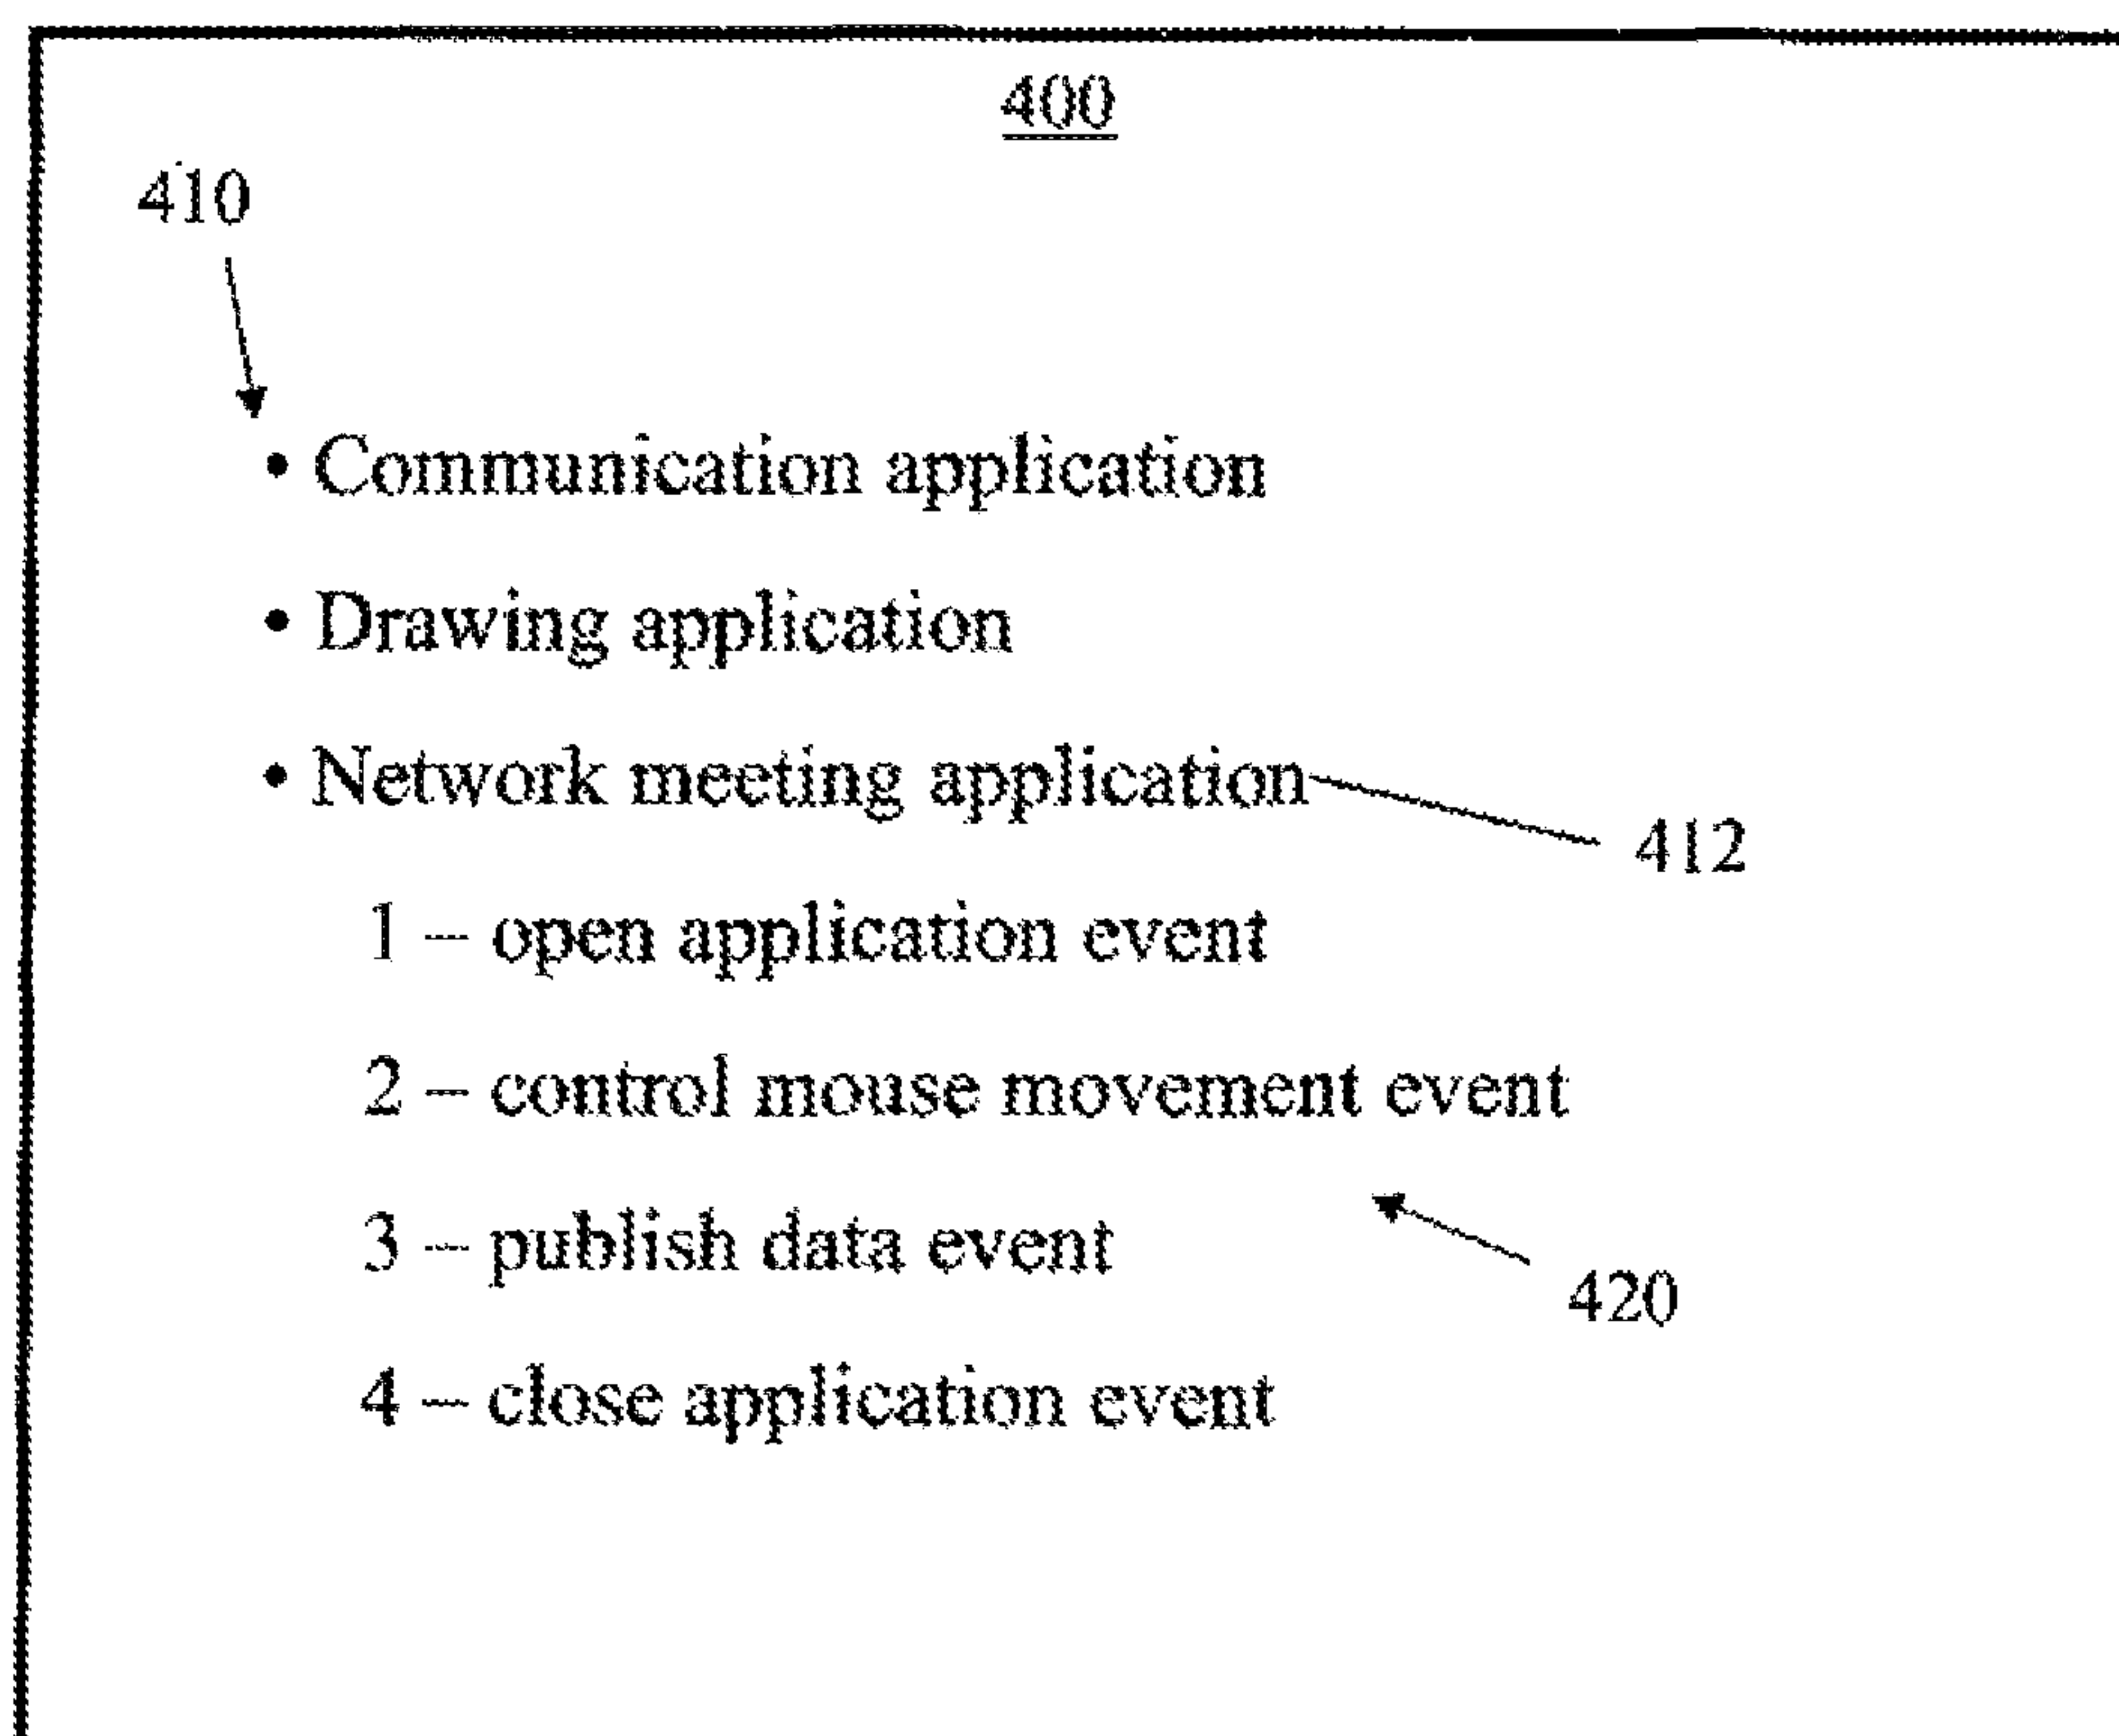 400
410
• Communication application
• Drawing application
• Network meeting application
412
1 – open application event
2 – control mouse movement event
3 – publish data event
420
4 – close application event